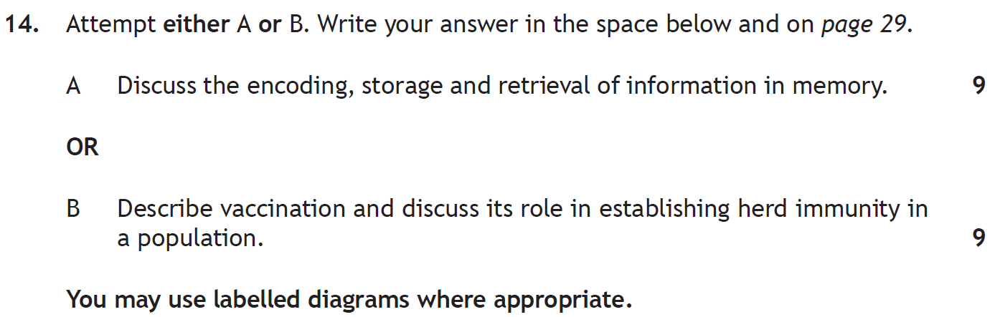 14. Attempt either A or B. Write your answer in the space below and on page 29.
A Discuss the encoding, storage and retrieval of information in memory. 9
OR
B Describe vaccination and discuss its role in establishing herd immunity in
a population. 9
You may use labelled diagrams where appropriate.